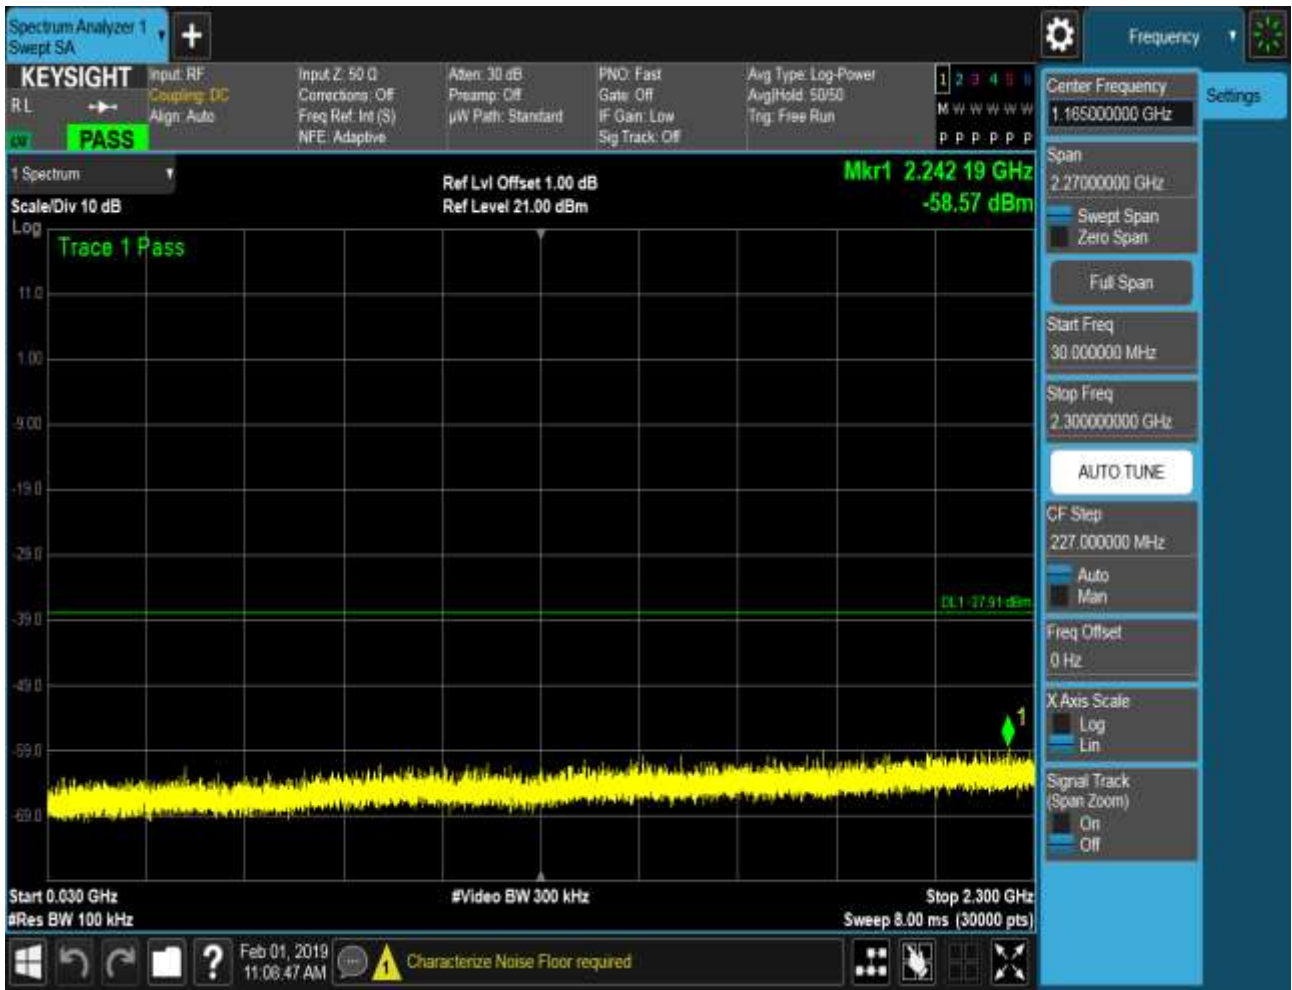 Spectrum Analyzer 1
Swept SA
+
Frequency
KEYSIGHT
R L
PASS
Input: RF
Coupling: DC
Align: Auto
Input Z: 50 Ω
Corrections: Off
Freq Ref: Int (S)
NFE: Adaptive
Atten: 30 dB
Preamp: Off
µW Path: Standard
PNO: Fast
Gate: Off
IF Gain: Low
Sig Track: Off
Avg Type: Log-Power
Avg|Hold: 50/50
Trig: Free Run
1 2 3 4 5 6
M W W W W W
P P P P P P
1 Spectrum
Scale/Div 10 dB
Log
Ref Lvl Offset 1.00 dB
Ref Level 21.00 dBm
Mkr1 2.242 19 GHz
-58.57 dBm
Trace 1 Pass
11.0
1.00
-9.00
-19.0
-29.0
-39.0
-49.0
-59.0
-69.0
DL1 -37.91 dBm
1
Start 0.030 GHz
#Res BW 100 kHz
#Video BW 300 kHz
Stop 2.300 GHz
Sweep 8.00 ms (30000 pts)
Center Frequency
1.165000000 GHz
Settings
Span
2.27000000 GHz
Swept Span
Zero Span
Full Span
Start Freq
30.000000 MHz
Stop Freq
2.300000000 GHz
AUTO TUNE
CF Step
227.000000 MHz
Auto
Man
Freq Offset
0 Hz
X Axis Scale
Log
Lin
Signal Track
(Span Zoom)
On
Off
?
Feb 01, 2019
11:06:47 AM
1
Characterize Noise Floor required